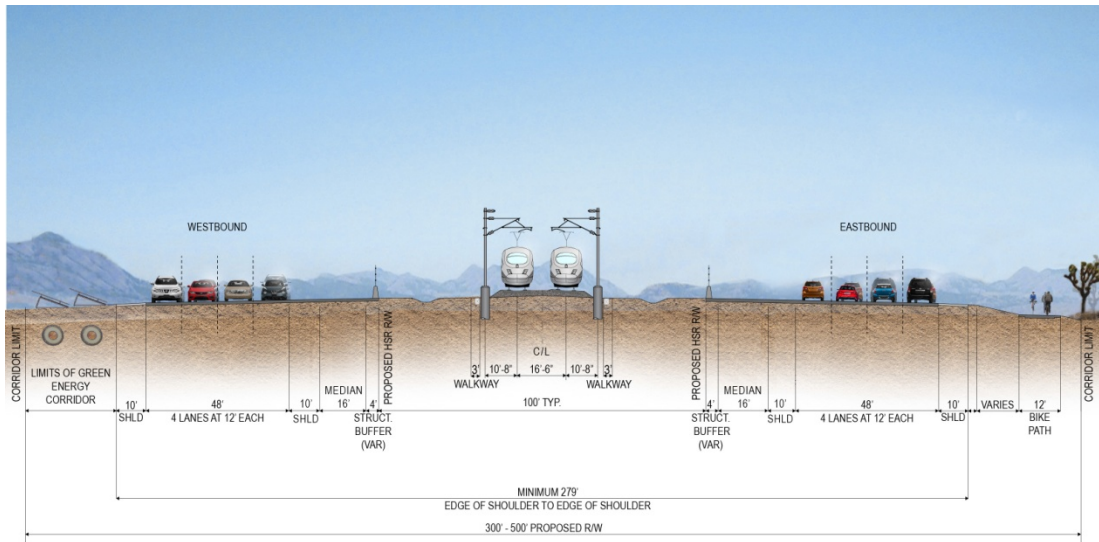 WESTBOUND
EASTBOUND
CORRIDOR LIMIT
LIMITS OF GREEN
ENERGY
CORRIDOR
10'
SHLD
48'
4 LANES AT 12' EACH
10'
SHLD
MEDIAN
16'
4'
STRUCT.
BUFFER
(VAR)
PROPOSED HSR R/W
C/L
3'
10'-8"
16'-6"
10'-8"
3'
WALKWAY
WALKWAY
100' TYP.
PROPOSED HSR R/W
4'
STRUCT.
BUFFER
(VAR)
MEDIAN
16'
10'
SHLD
48'
4 LANES AT 12' EACH
10'
SHLD
VARIES
12'
BIKE
PATH
CORRIDOR LIMIT
MINIMUM 279'
EDGE OF SHOULDER TO EDGE OF SHOULDER
300' - 500' PROPOSED R/W